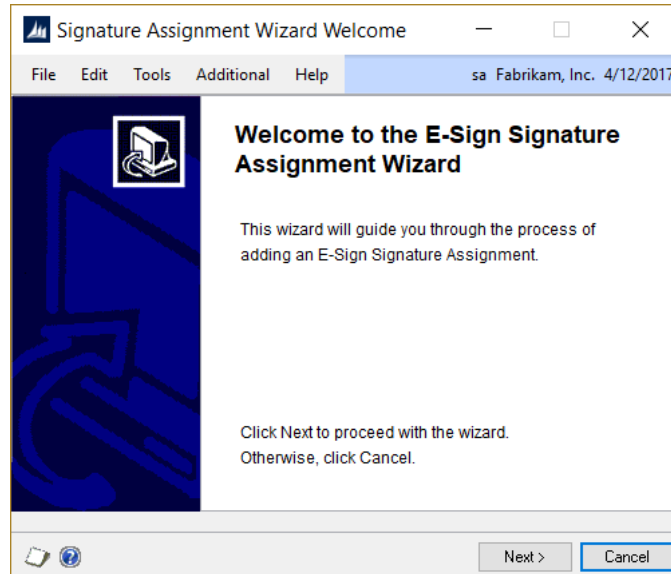 Signature Assignment Wizard Welcome
File Edit Tools Additional Help sa Fabrikam, Inc. 4/12/2017
Welcome to the E-Sign Signature
Assignment Wizard
This wizard will guide you through the process of
adding an E-Sign Signature Assignment.
Click Next to proceed with the wizard.
Otherwise, click Cancel.
Next > Cancel